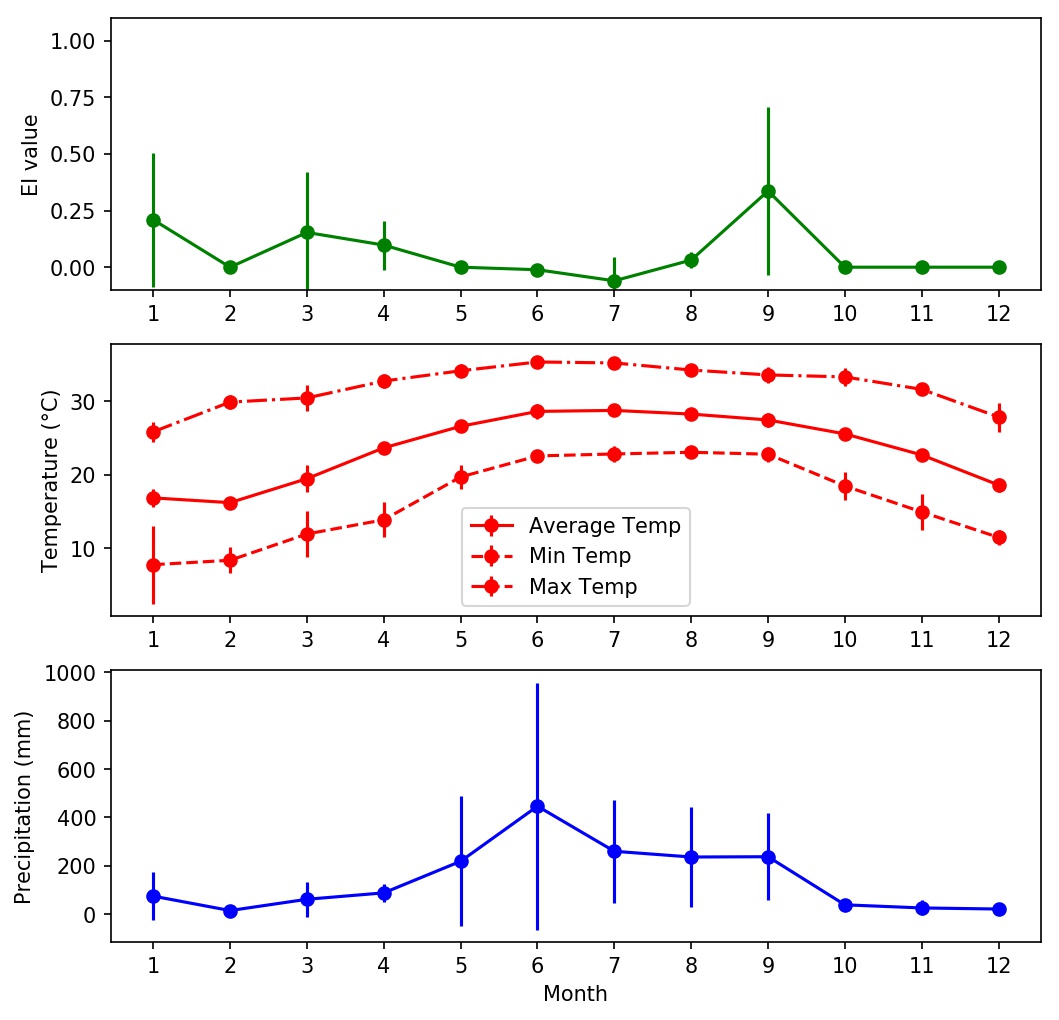 EI value
1.00
0.75
0.50
0.25
0.00
1 2 3 4 5 6 7 8 9 10 11 12
Temperature (°C)
30
20
10
Average Temp
Min Temp
Max Temp
1 2 3 4 5 6 7 8 9 10 11 12
Precipitation (mm)
1000
800
600
400
200
0
1 2 3 4 5 6 7 8 9 10 11 12
Month